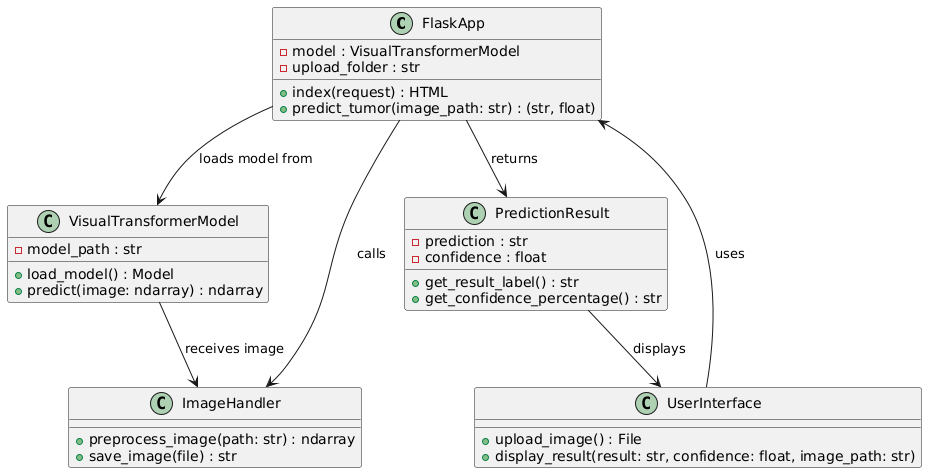 C FlaskApp
model : VisualTransformerModel
upload_folder : str
index(request) : HTML
predict_tumor(image_path: str) : (str, float)
loads model from
returns
C VisualTransformerModel
model_path : str
load_model() : Model
predict(image: ndarray) : ndarray
calls
C PredictionResult
prediction : str
confidence : float
get_result_label() : str
get_confidence_percentage() : str
uses
receives image
displays
C ImageHandler
preprocess_image(path: str) : ndarray
save_image(file) : str
C UserInterface
upload_image() : File
display_result(result: str, confidence: float, image_path: str)